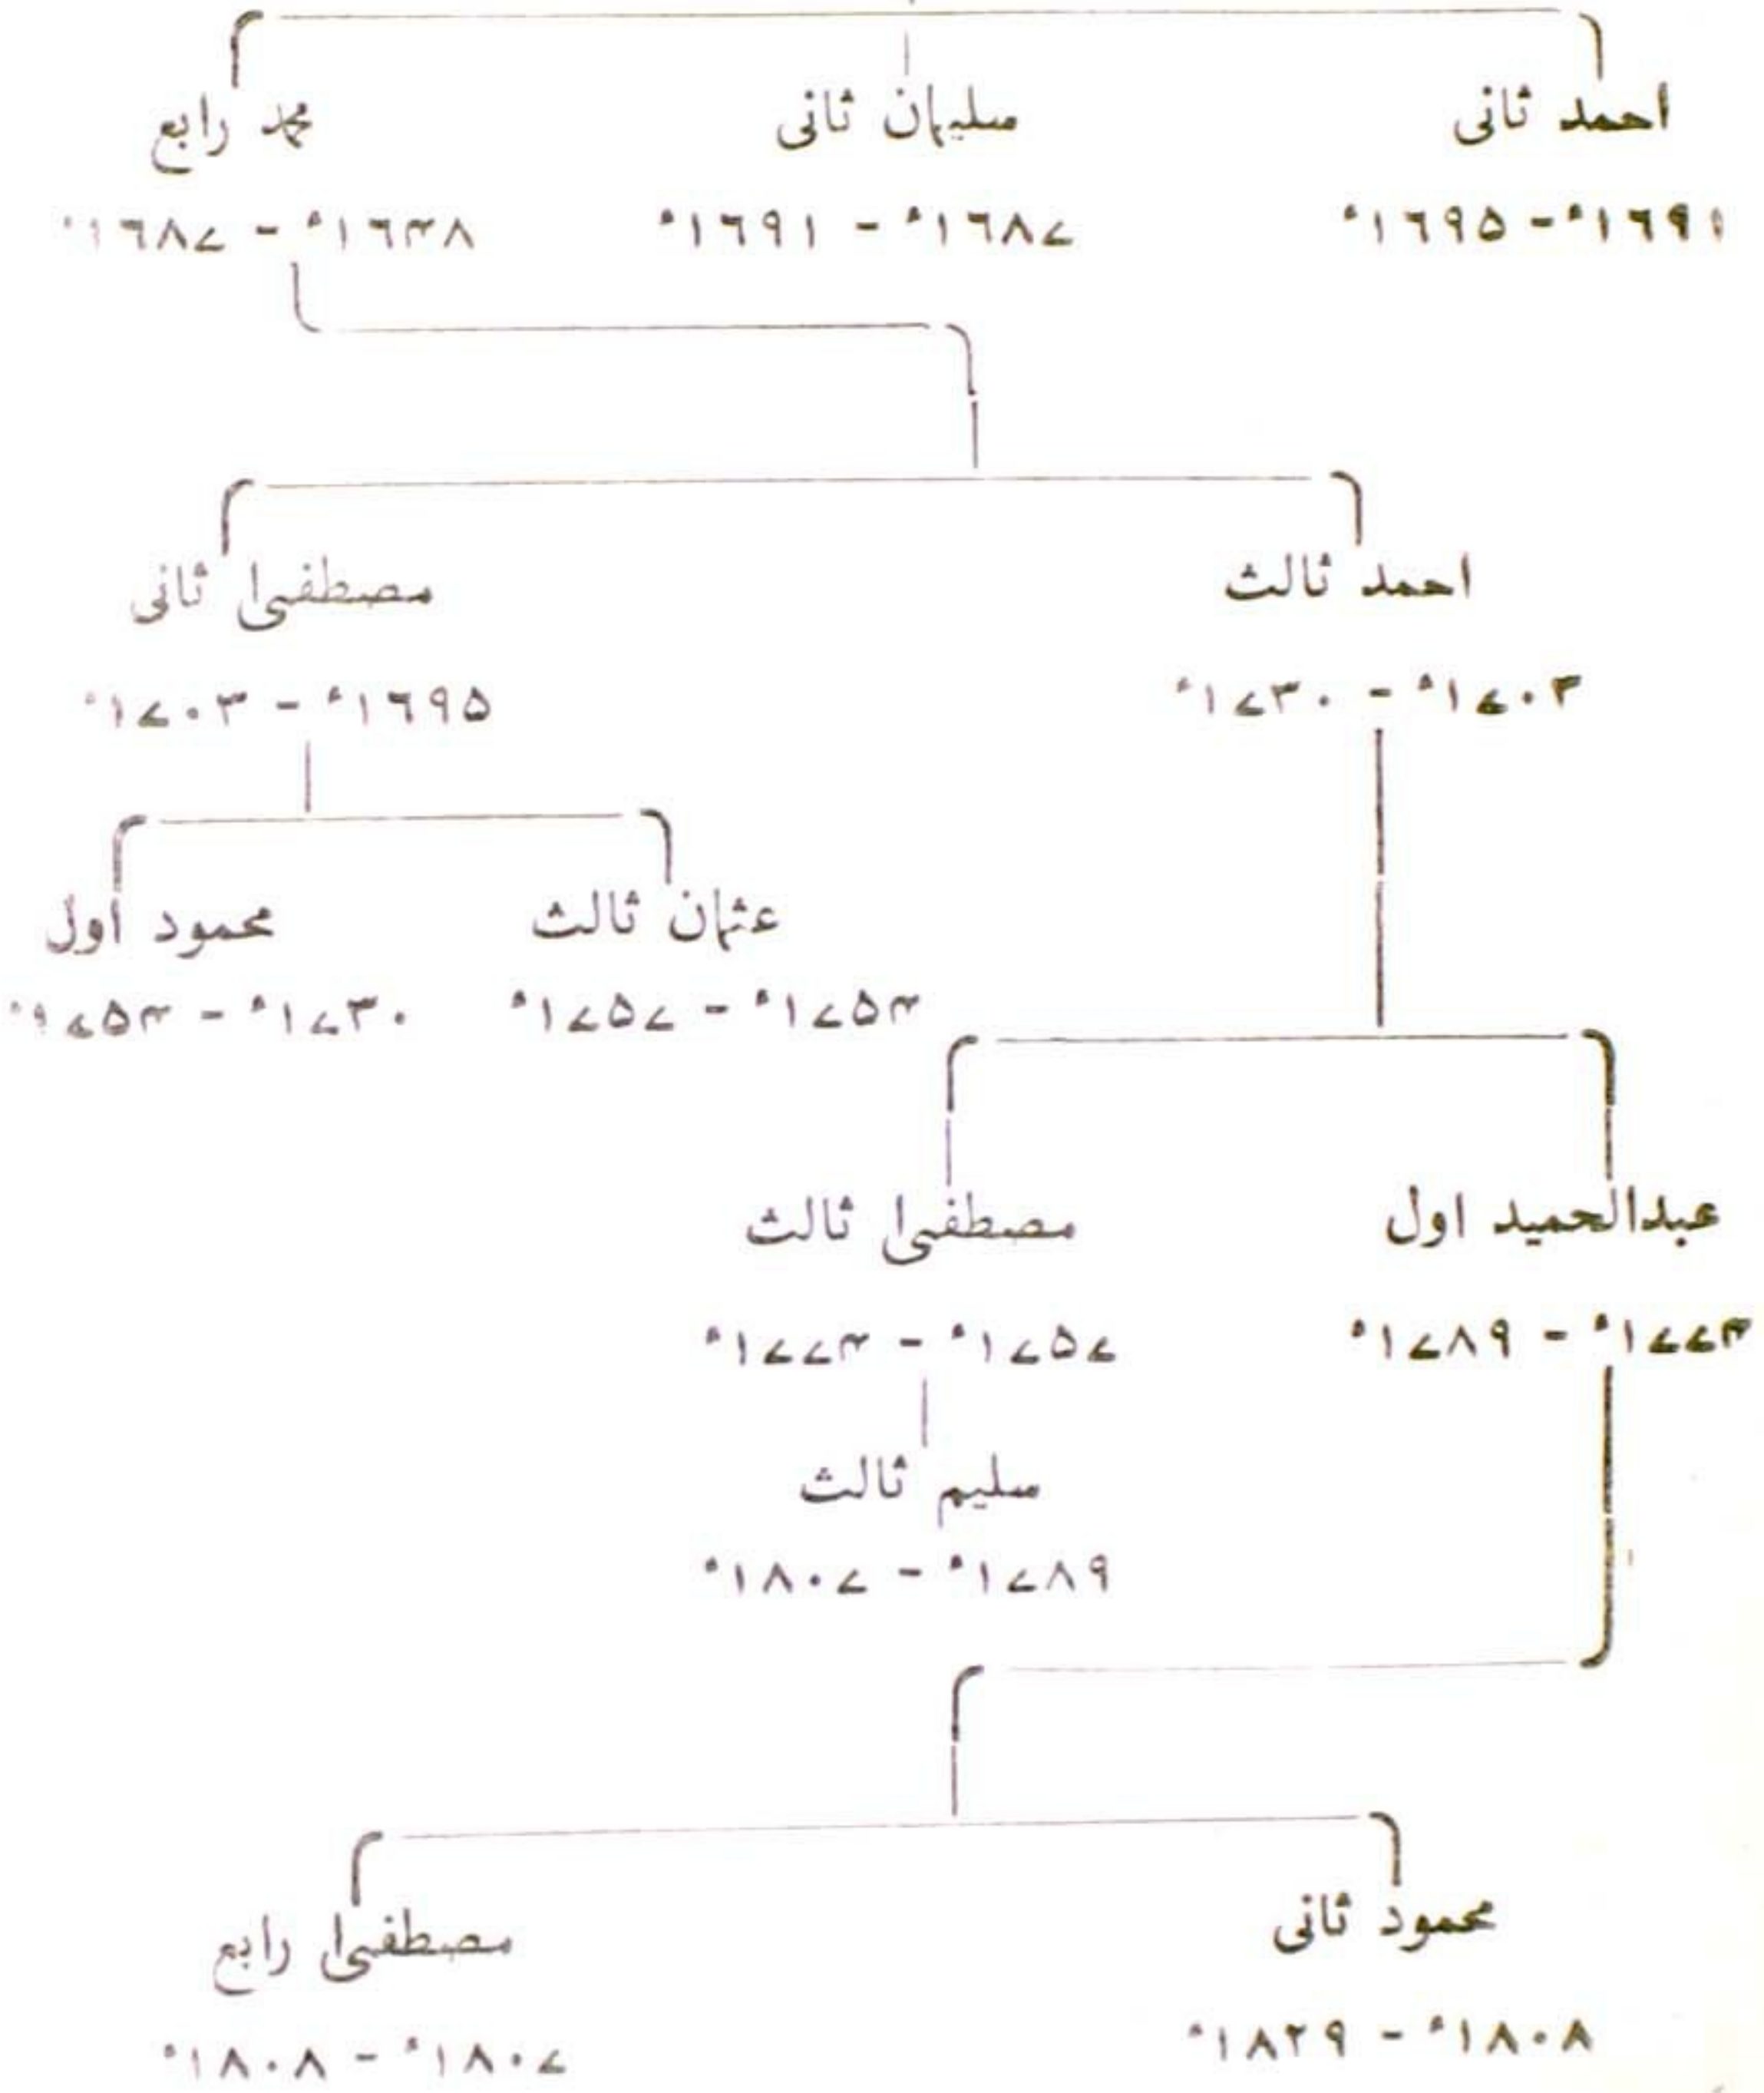 احمد ثانی سلیمان ثانی محمد رابع
۱۶۹۱ء - ۱۶۹۵ء ۱۶۸۷ء - ۱۶۹۱ء ۱۶۴۸ء - ۱۶۸۷ء
احمد ثالث مصطفیٰ ثانی
۱۷۰۳ء - ۱۷۳۰ء ۱۶۹۵ء - ۱۷۰۳ء
عثمان ثالث محمود اول
۱۷۵۴ء - ۱۷۵۷ء ۱۷۳۰ء - ۱۷۵۴ء
عبدالحمید اول مصطفیٰ ثالث
۱۷۷۴ء - ۱۷۸۹ء ۱۷۵۷ء - ۱۷۷۴ء
سلیم ثالث
۱۷۸۹ء - ۱۸۰۷ء
محمود ثانی مصطفیٰ رابع
۱۸۰۸ء - ۱۸۲۹ء ۱۸۰۷ء - ۱۸۰۸ء